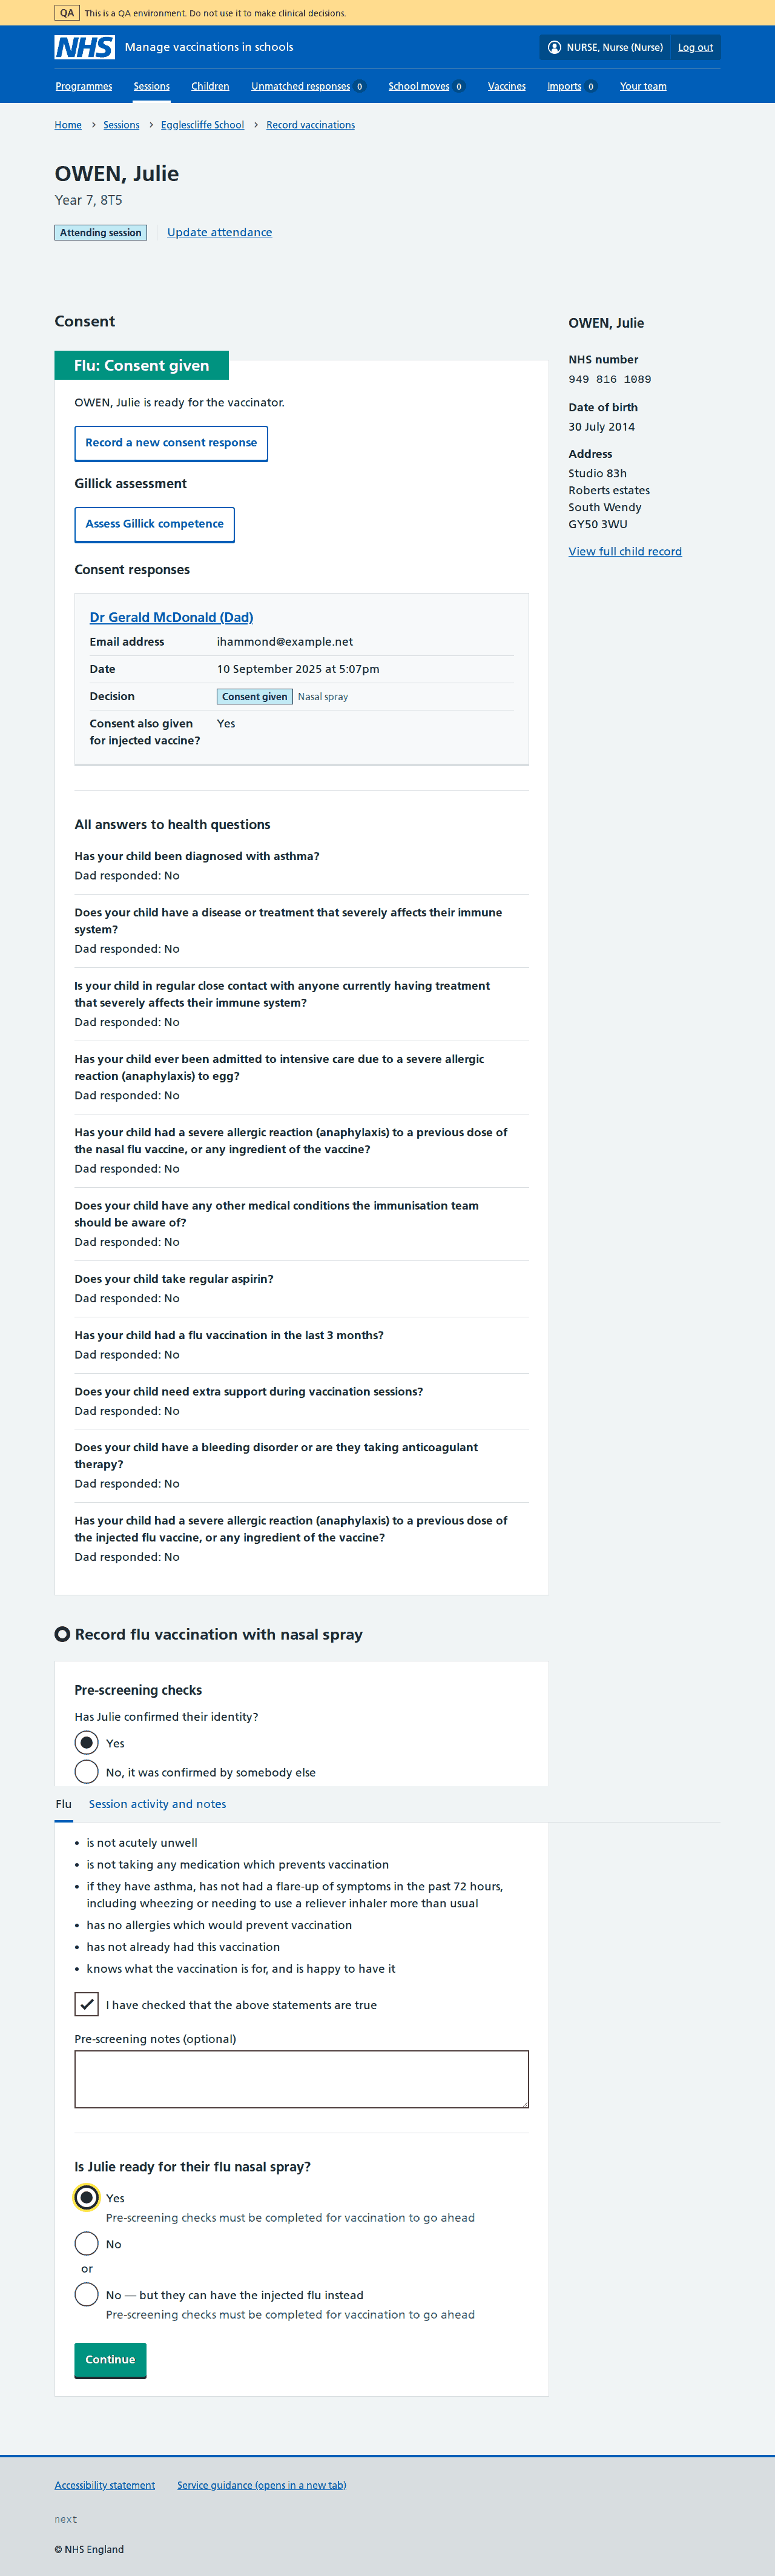 QA This is a QA environment. Do not use it to make clinical decisions.
NHS Manage vaccinations in schools NURSE, Nurse (Nurse) Log out
Programmes Sessions Children Unmatched responses 0 School moves 0 Vaccines Imports 0 Your team
Home > Sessions > Egglescliffe School > Record vaccinations
OWEN, Julie
Year 7, 8T5
Attending session Update attendance
Consent
Flu: Consent given
OWEN, Julie is ready for the vaccinator.
Record a new consent response
Gillick assessment
Assess Gillick competence
Consent responses
Dr Gerald McDonald (Dad)
Email address ihammond@example.net
Date 10 September 2025 at 5:07pm
Decision Consent given Nasal spray
Consent also given Yes
for injected vaccine?
All answers to health questions
Has your child been diagnosed with asthma?
Dad responded: No
Does your child have a disease or treatment that severely affects their immune
system?
Dad responded: No
Is your child in regular close contact with anyone currently having treatment
that severely affects their immune system?
Dad responded: No
Has your child ever been admitted to intensive care due to a severe allergic
reaction (anaphylaxis) to egg?
Dad responded: No
Has your child had a severe allergic reaction (anaphylaxis) to a previous dose of
the nasal flu vaccine, or any ingredient of the vaccine?
Dad responded: No
Does your child have any other medical conditions the immunisation team
should be aware of?
Dad responded: No
Does your child take regular aspirin?
Dad responded: No
Has your child had a flu vaccination in the last 3 months?
Dad responded: No
Does your child need extra support during vaccination sessions?
Dad responded: No
Does your child have a bleeding disorder or are they taking anticoagulant
therapy?
Dad responded: No
Has your child had a severe allergic reaction (anaphylaxis) to a previous dose of
the injected flu vaccine, or any ingredient of the vaccine?
Dad responded: No
OWEN, Julie
NHS number
949 816 1089
Date of birth
30 July 2014
Address
Studio 83h
Roberts estates
South Wendy
GY50 3WU
View full child record
Record flu vaccination with nasal spray
Pre-screening checks
Has Julie confirmed their identity?
Yes
No, it was confirmed by somebody else
Flu Session activity and notes
• is not acutely unwell
• is not taking any medication which prevents vaccination
• if they have asthma, has not had a flare-up of symptoms in the past 72 hours,
including wheezing or needing to use a reliever inhaler more than usual
• has no allergies which would prevent vaccination
• has not already had this vaccination
• knows what the vaccination is for, and is happy to have it
I have checked that the above statements are true
Pre-screening notes (optional)
Is Julie ready for their flu nasal spray?
Yes
Pre-screening checks must be completed for vaccination to go ahead
No
or
No — but they can have the injected flu instead
Pre-screening checks must be completed for vaccination to go ahead
Continue
Accessibility statement Service guidance (opens in a new tab)
next
© NHS England